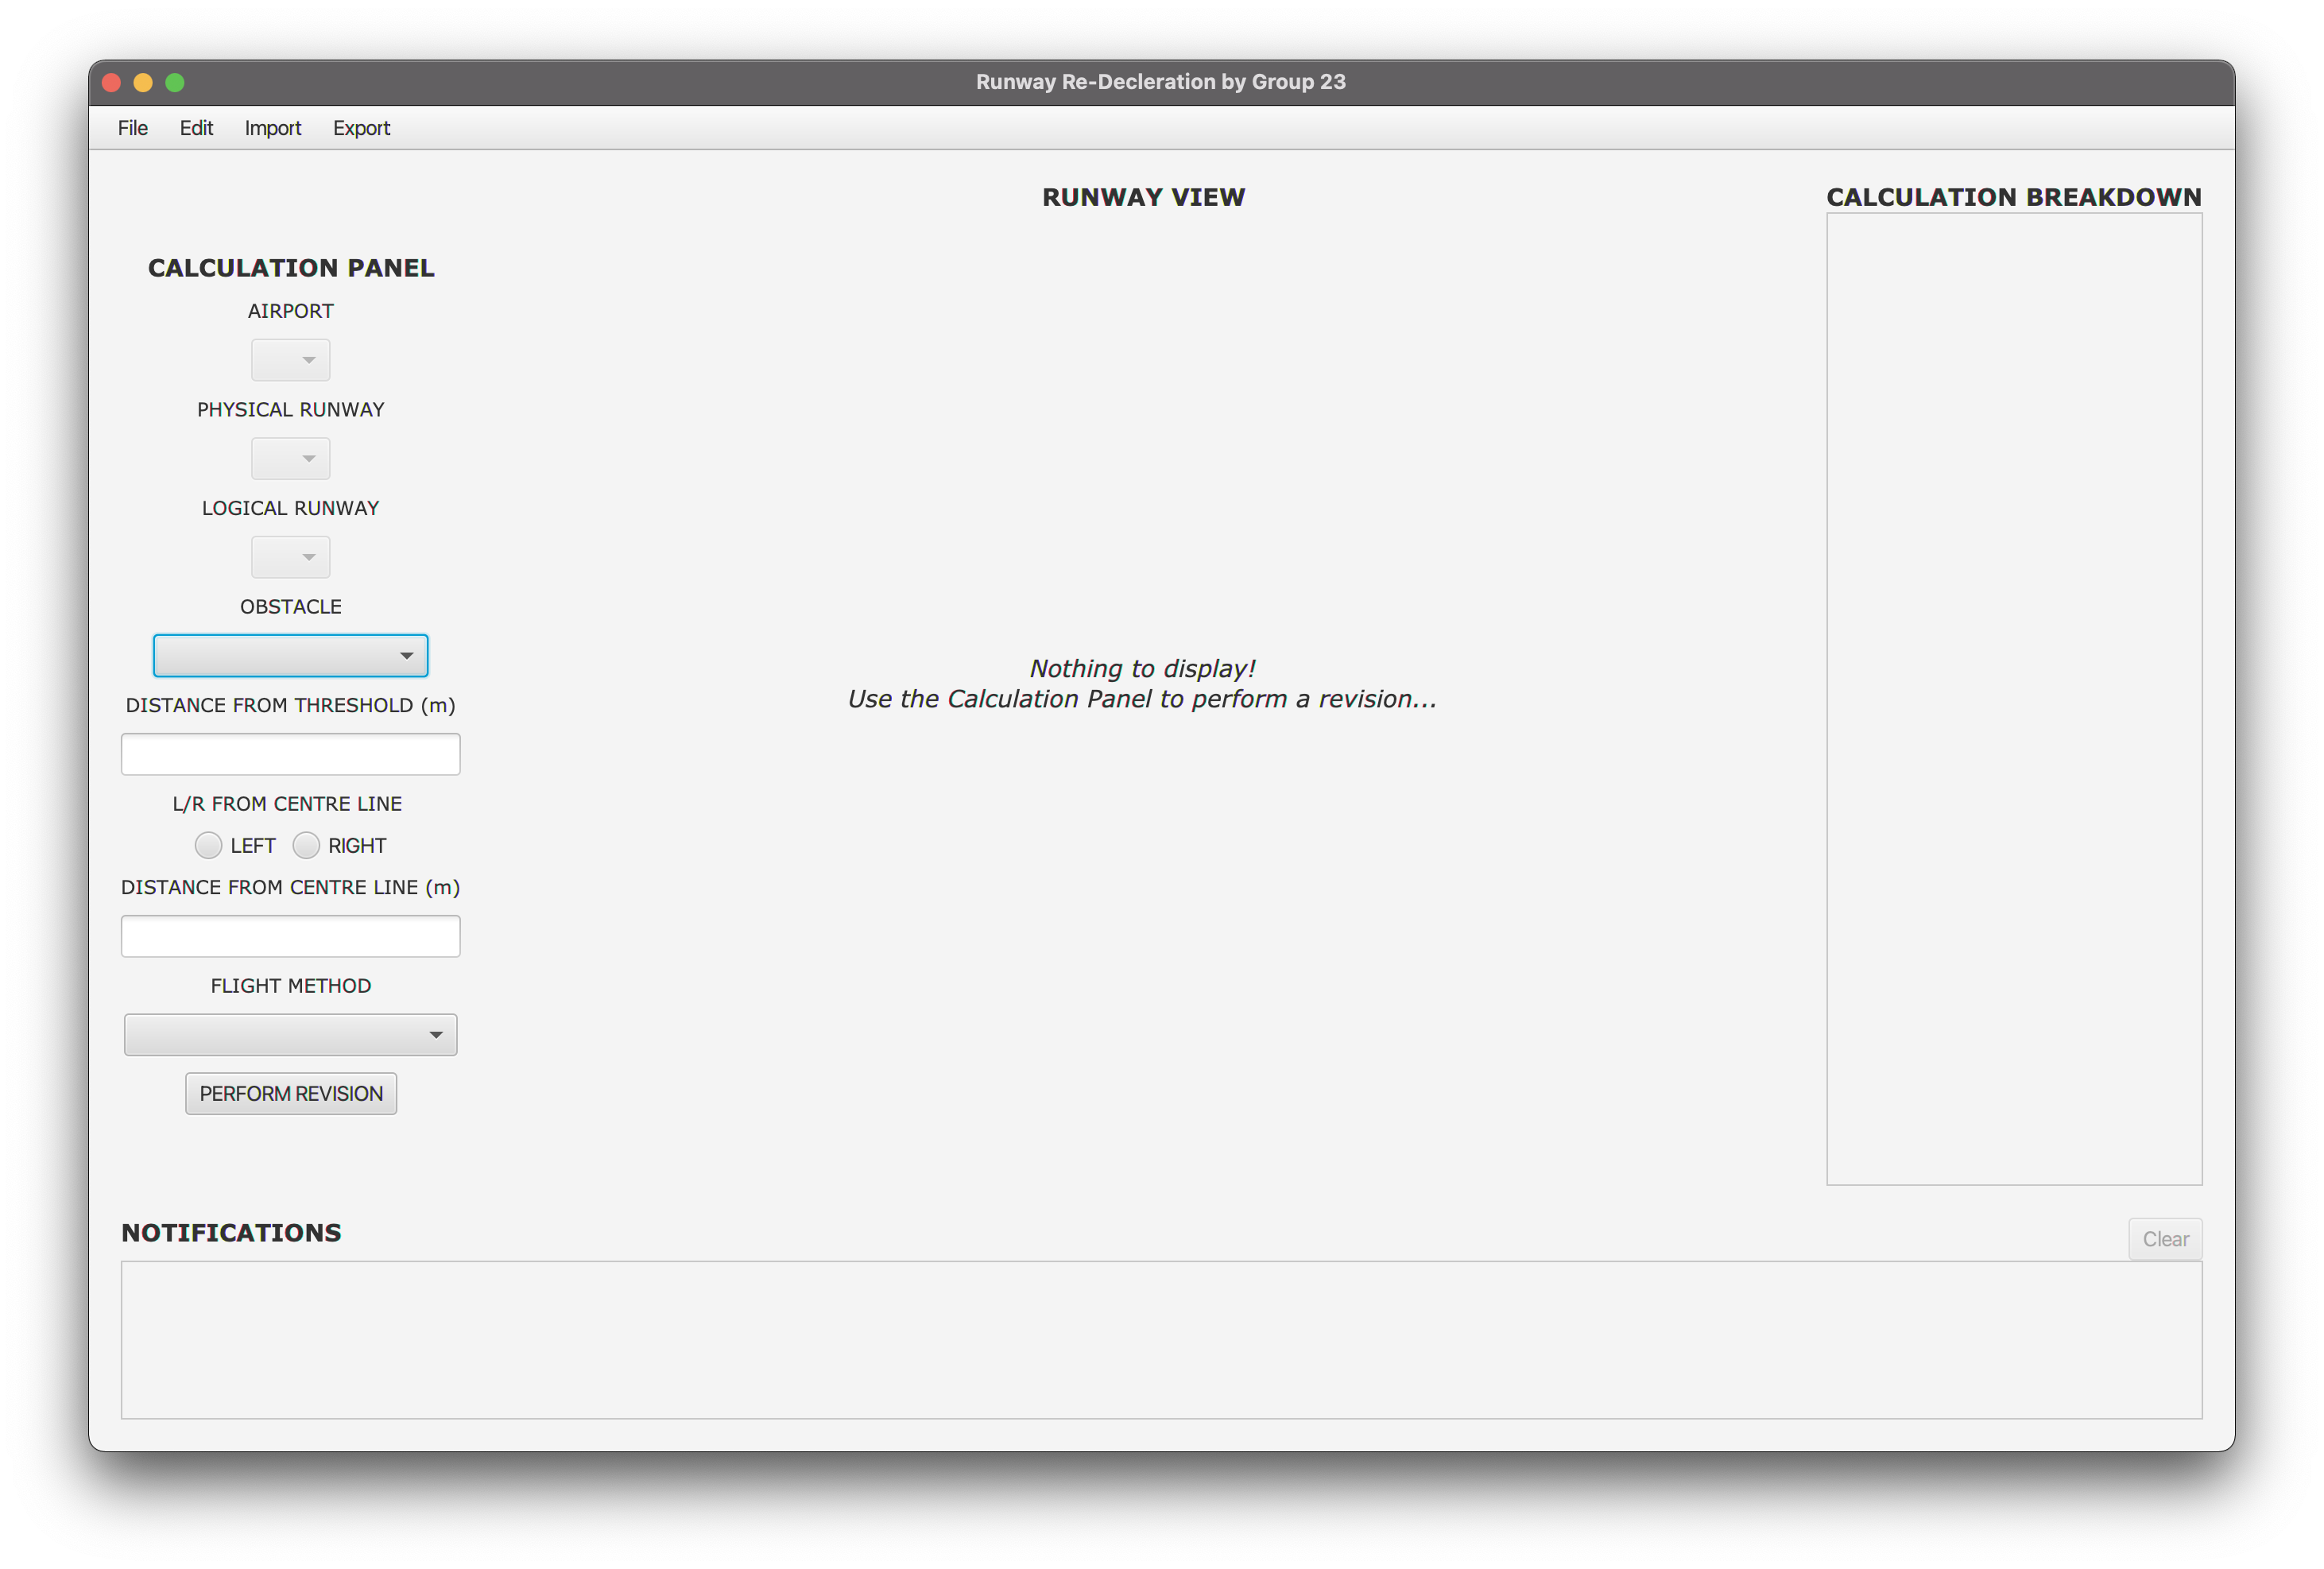 Runway Re-Decleration by Group 23
File Edit Import Export
CALCULATION PANEL
AIRPORT
PHYSICAL RUNWAY
LOGICAL RUNWAY
OBSTACLE
DISTANCE FROM THRESHOLD (m)
L/R FROM CENTRE LINE
LEFT RIGHT
DISTANCE FROM CENTRE LINE (m)
FLIGHT METHOD
PERFORM REVISION
RUNWAY VIEW
Nothing to display!
Use the Calculation Panel to perform a revision...
CALCULATION BREAKDOWN
NOTIFICATIONS
Clear